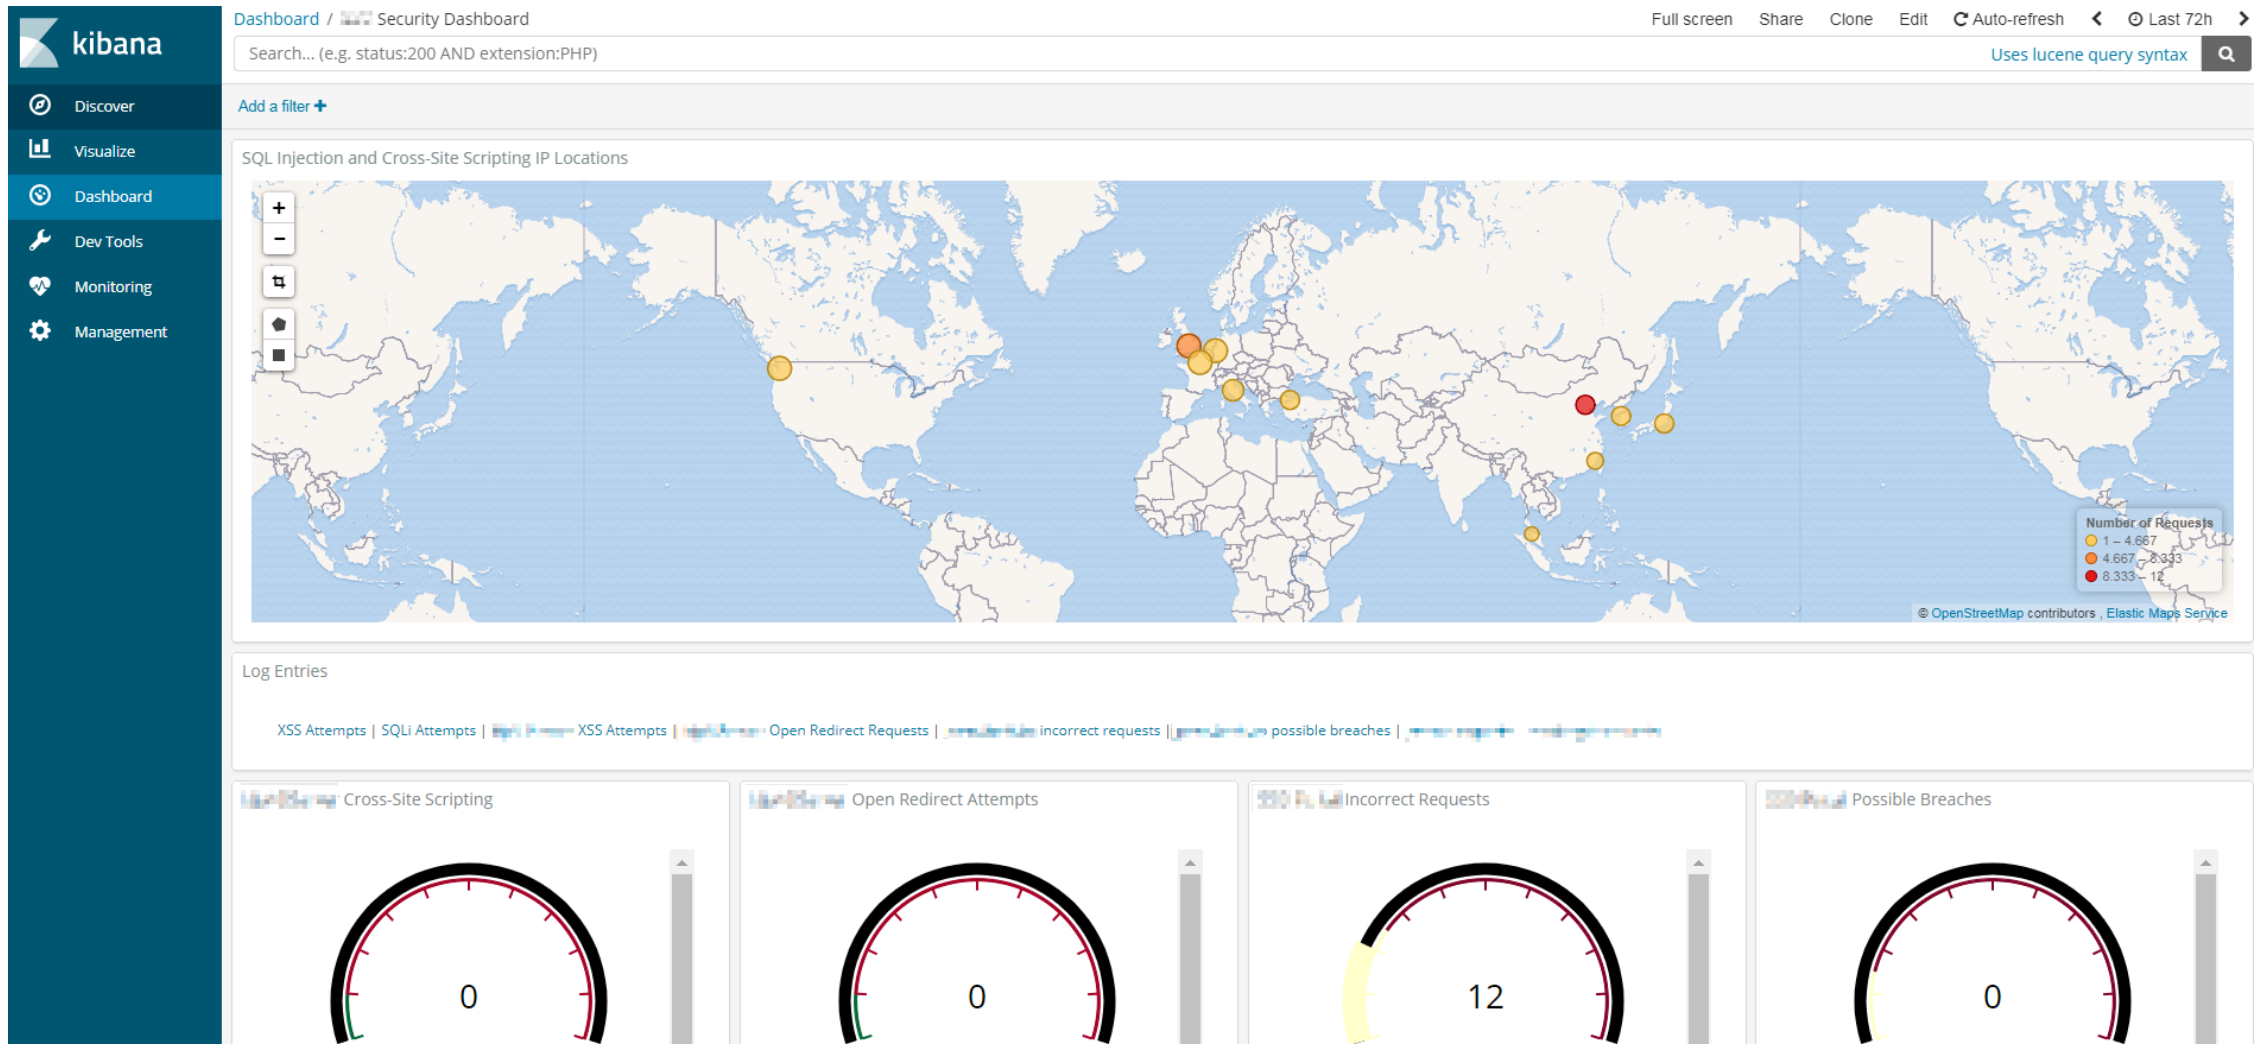 kibana
Dashboard / Security Dashboard
Full screen Share Clone Edit Auto-refresh Last 72h
Search... (e.g. status:200 AND extension:PHP)
Uses lucene query syntax
Discover
Visualize
Dashboard
Dev Tools
Monitoring
Management
Add a filter +
SQL Injection and Cross-Site Scripting IP Locations
+
−
Number of Requests
1 – 4.667
4.667 – 8.333
8.333 – 12
© OpenStreetMap contributors , Elastic Maps Service
Log Entries
XSS Attempts | SQLi Attempts | XSS Attempts | Open Redirect Requests | incorrect requests | possible breaches |
Cross-Site Scripting
0
Open Redirect Attempts
0
Incorrect Requests
12
Possible Breaches
0